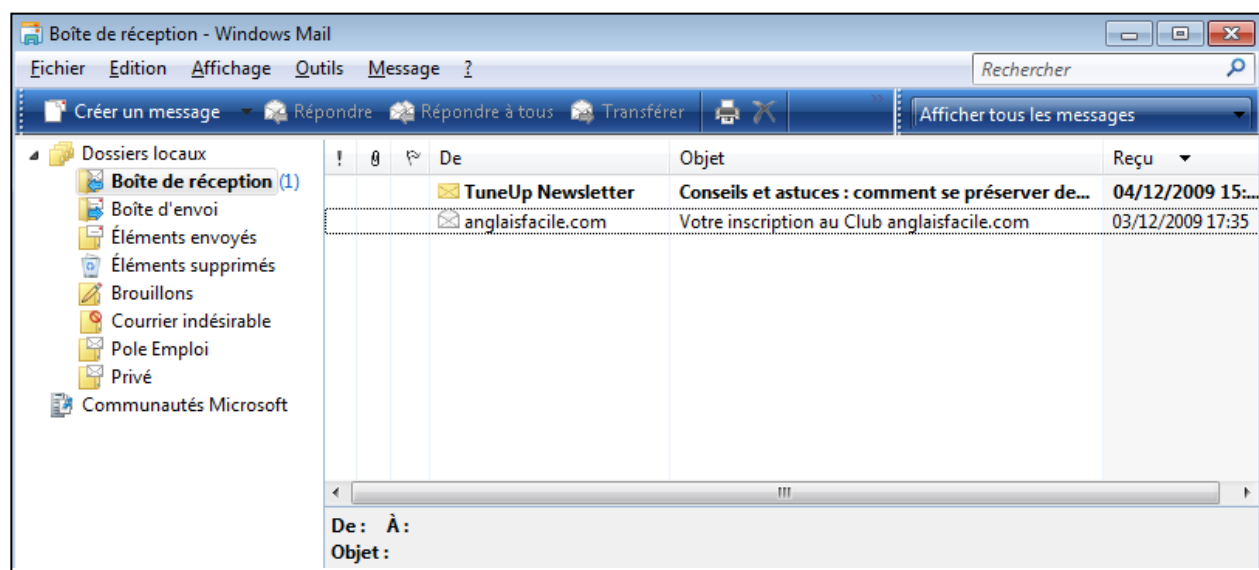 Boîte de réception - Windows Mail
Fichier Edition Affichage Outils Message ?
Rechercher
Créer un message Répondre Répondre à tous Transférer
Afficher tous les messages
Dossiers locaux
Boîte de réception (1)
Boîte d'envoi
Éléments envoyés
Éléments supprimés
Brouillons
Courrier indésirable
Pole Emploi
Privé
Communautés Microsoft
! De Objet Reçu
TuneUp Newsletter Conseils et astuces : comment se préserver de... 04/12/2009 15:...
anglaisfacile.com Votre inscription au Club anglaisfacile.com 03/12/2009 17:35
De : À :
Objet :